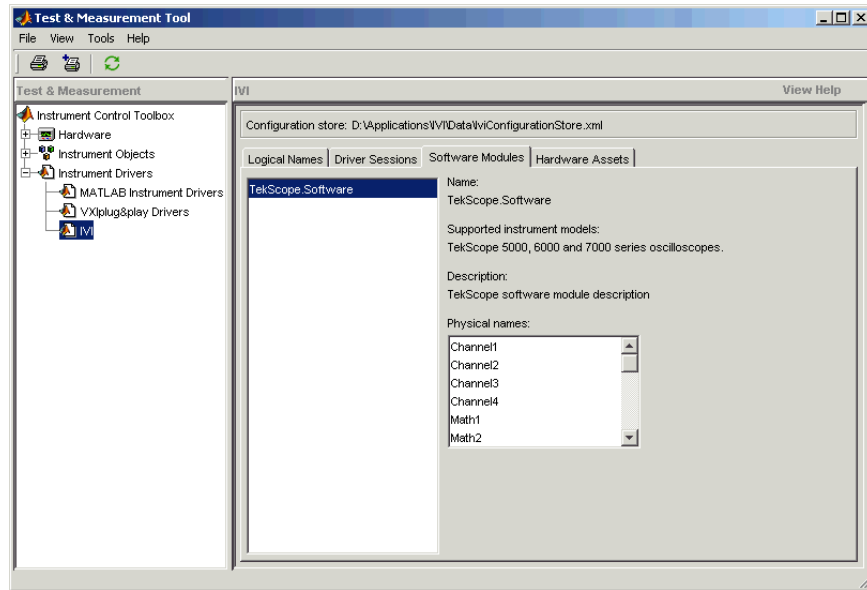 Test & Measurement Tool
File View Tools Help
Test & Measurement
Instrument Control Toolbox
Hardware
Instrument Objects
Instrument Drivers
MATLAB Instrument Drivers
VXIplug&play Drivers
IVI
IVI View Help
Configuration store: D:\Applications\IVI\Data\IviConfigurationStore.xml
Logical Names Driver Sessions Software Modules Hardware Assets
TekScope.Software
Name:
TekScope.Software
Supported instrument models:
TekScope 5000, 6000 and 7000 series oscilloscopes.
Description:
TekScope software module description
Physical names:
Channel1
Channel2
Channel3
Channel4
Math1
Math2